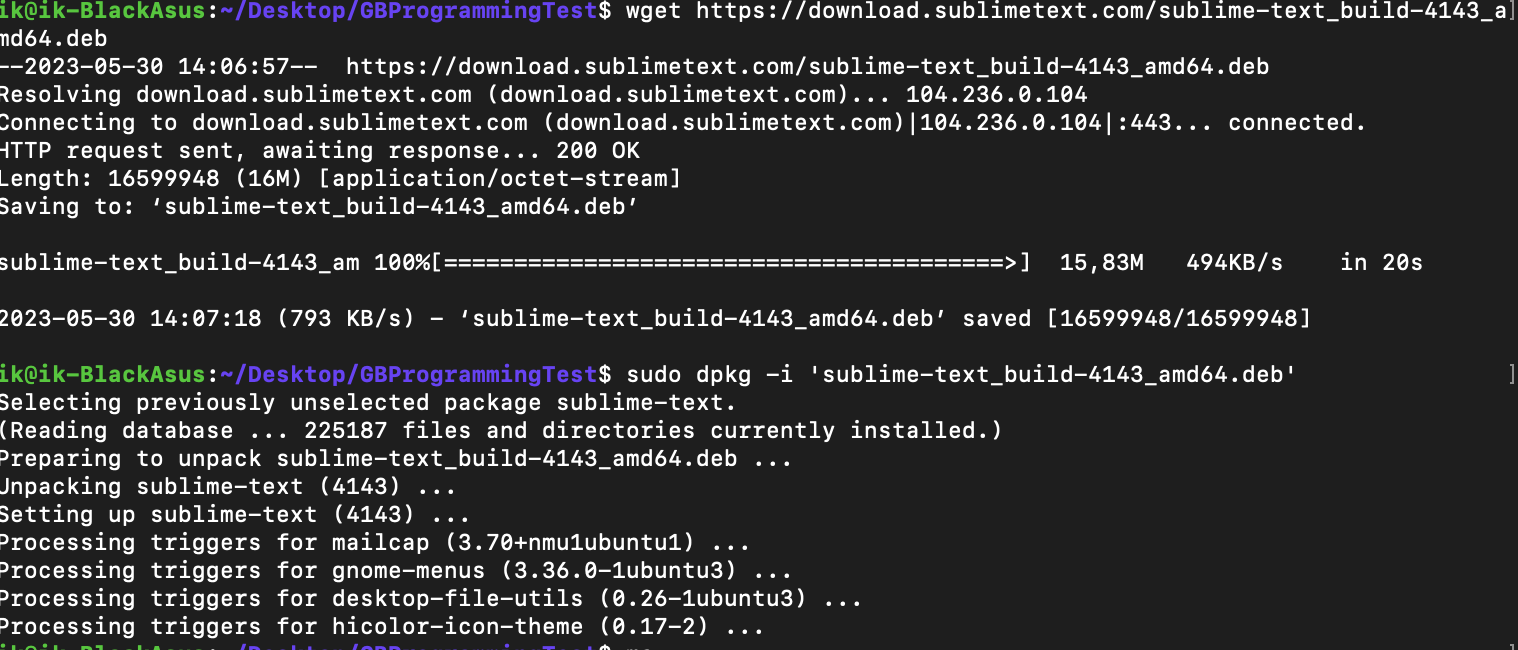 ik@ik-BlackAsus:~/Desktop/GBProgrammingTest$ wget https://download.sublimetext.com/sublime-text_build-4143_a]
md64.deb
--2023-05-30 14:06:57--  https://download.sublimetext.com/sublime-text_build-4143_amd64.deb
Resolving download.sublimetext.com (download.sublimetext.com)... 104.236.0.104
Connecting to download.sublimetext.com (download.sublimetext.com)|104.236.0.104|:443... connected.
HTTP request sent, awaiting response... 200 OK
Length: 16599948 (16M) [application/octet-stream]
Saving to: ‘sublime-text_build-4143_amd64.deb’
sublime-text_build-4143_am 100%[========================================>]  15,83M   494KB/s    in 20s
2023-05-30 14:07:18 (793 KB/s) - ‘sublime-text_build-4143_amd64.deb’ saved [16599948/16599948]
ik@ik-BlackAsus:~/Desktop/GBProgrammingTest$ sudo dpkg -i 'sublime-text_build-4143_amd64.deb' ]
Selecting previously unselected package sublime-text.
(Reading database ... 225187 files and directories currently installed.)
Preparing to unpack sublime-text_build-4143_amd64.deb ...
Unpacking sublime-text (4143) ...
Setting up sublime-text (4143) ...
Processing triggers for mailcap (3.70+nmu1ubuntu1) ...
Processing triggers for gnome-menus (3.36.0-1ubuntu3) ...
Processing triggers for desktop-file-utils (0.26-1ubuntu3) ...
Processing triggers for hicolor-icon-theme (0.17-2) ...
ik@ik-BlackAsus:~/Desktop/GBProgrammingTest$